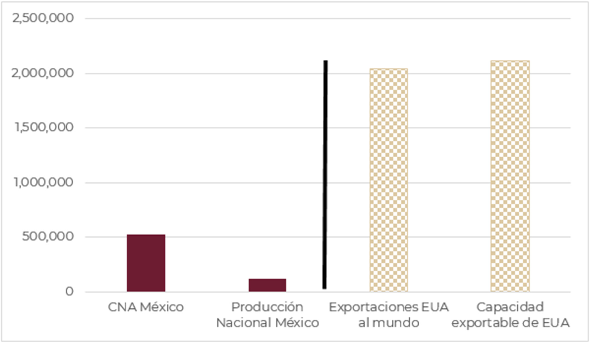 2,500,000
2,000,000
1,500,000
1,000,000
500,000
0
CNA México
Producción
Nacional México
Exportaciones EUA
al mundo
Capacidad
exportable de EUA